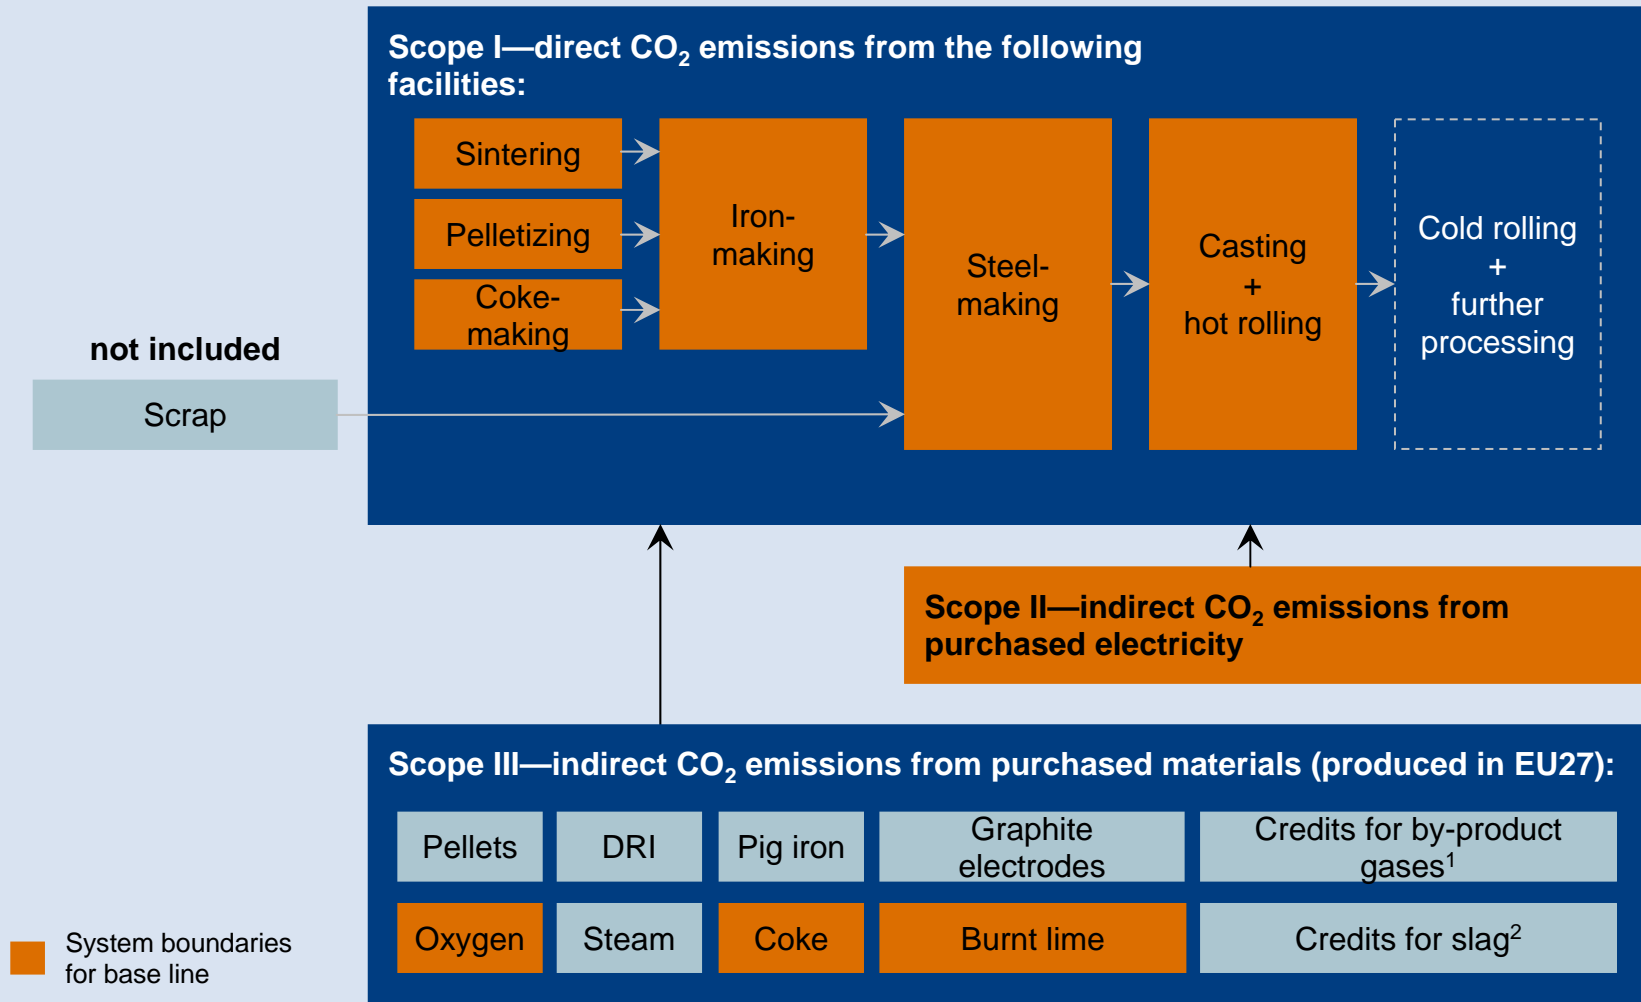 Scope I—direct CO₂ emissions from the following
facilities:
Sintering
Pelletizing
Coke-
making
Iron-
making
Steel-
making
Casting
+
hot rolling
Cold rolling
+
further
processing
not included
Scrap
Scope II—indirect CO₂ emissions from
purchased electricity
Scope III—indirect CO₂ emissions from purchased materials (produced in EU27):
Pellets
DRI
Pig iron
Graphite
electrodes
Credits for by-product
gases¹
Oxygen
Steam
Coke
Burnt lime
Credits for slag²
System boundaries
for base line